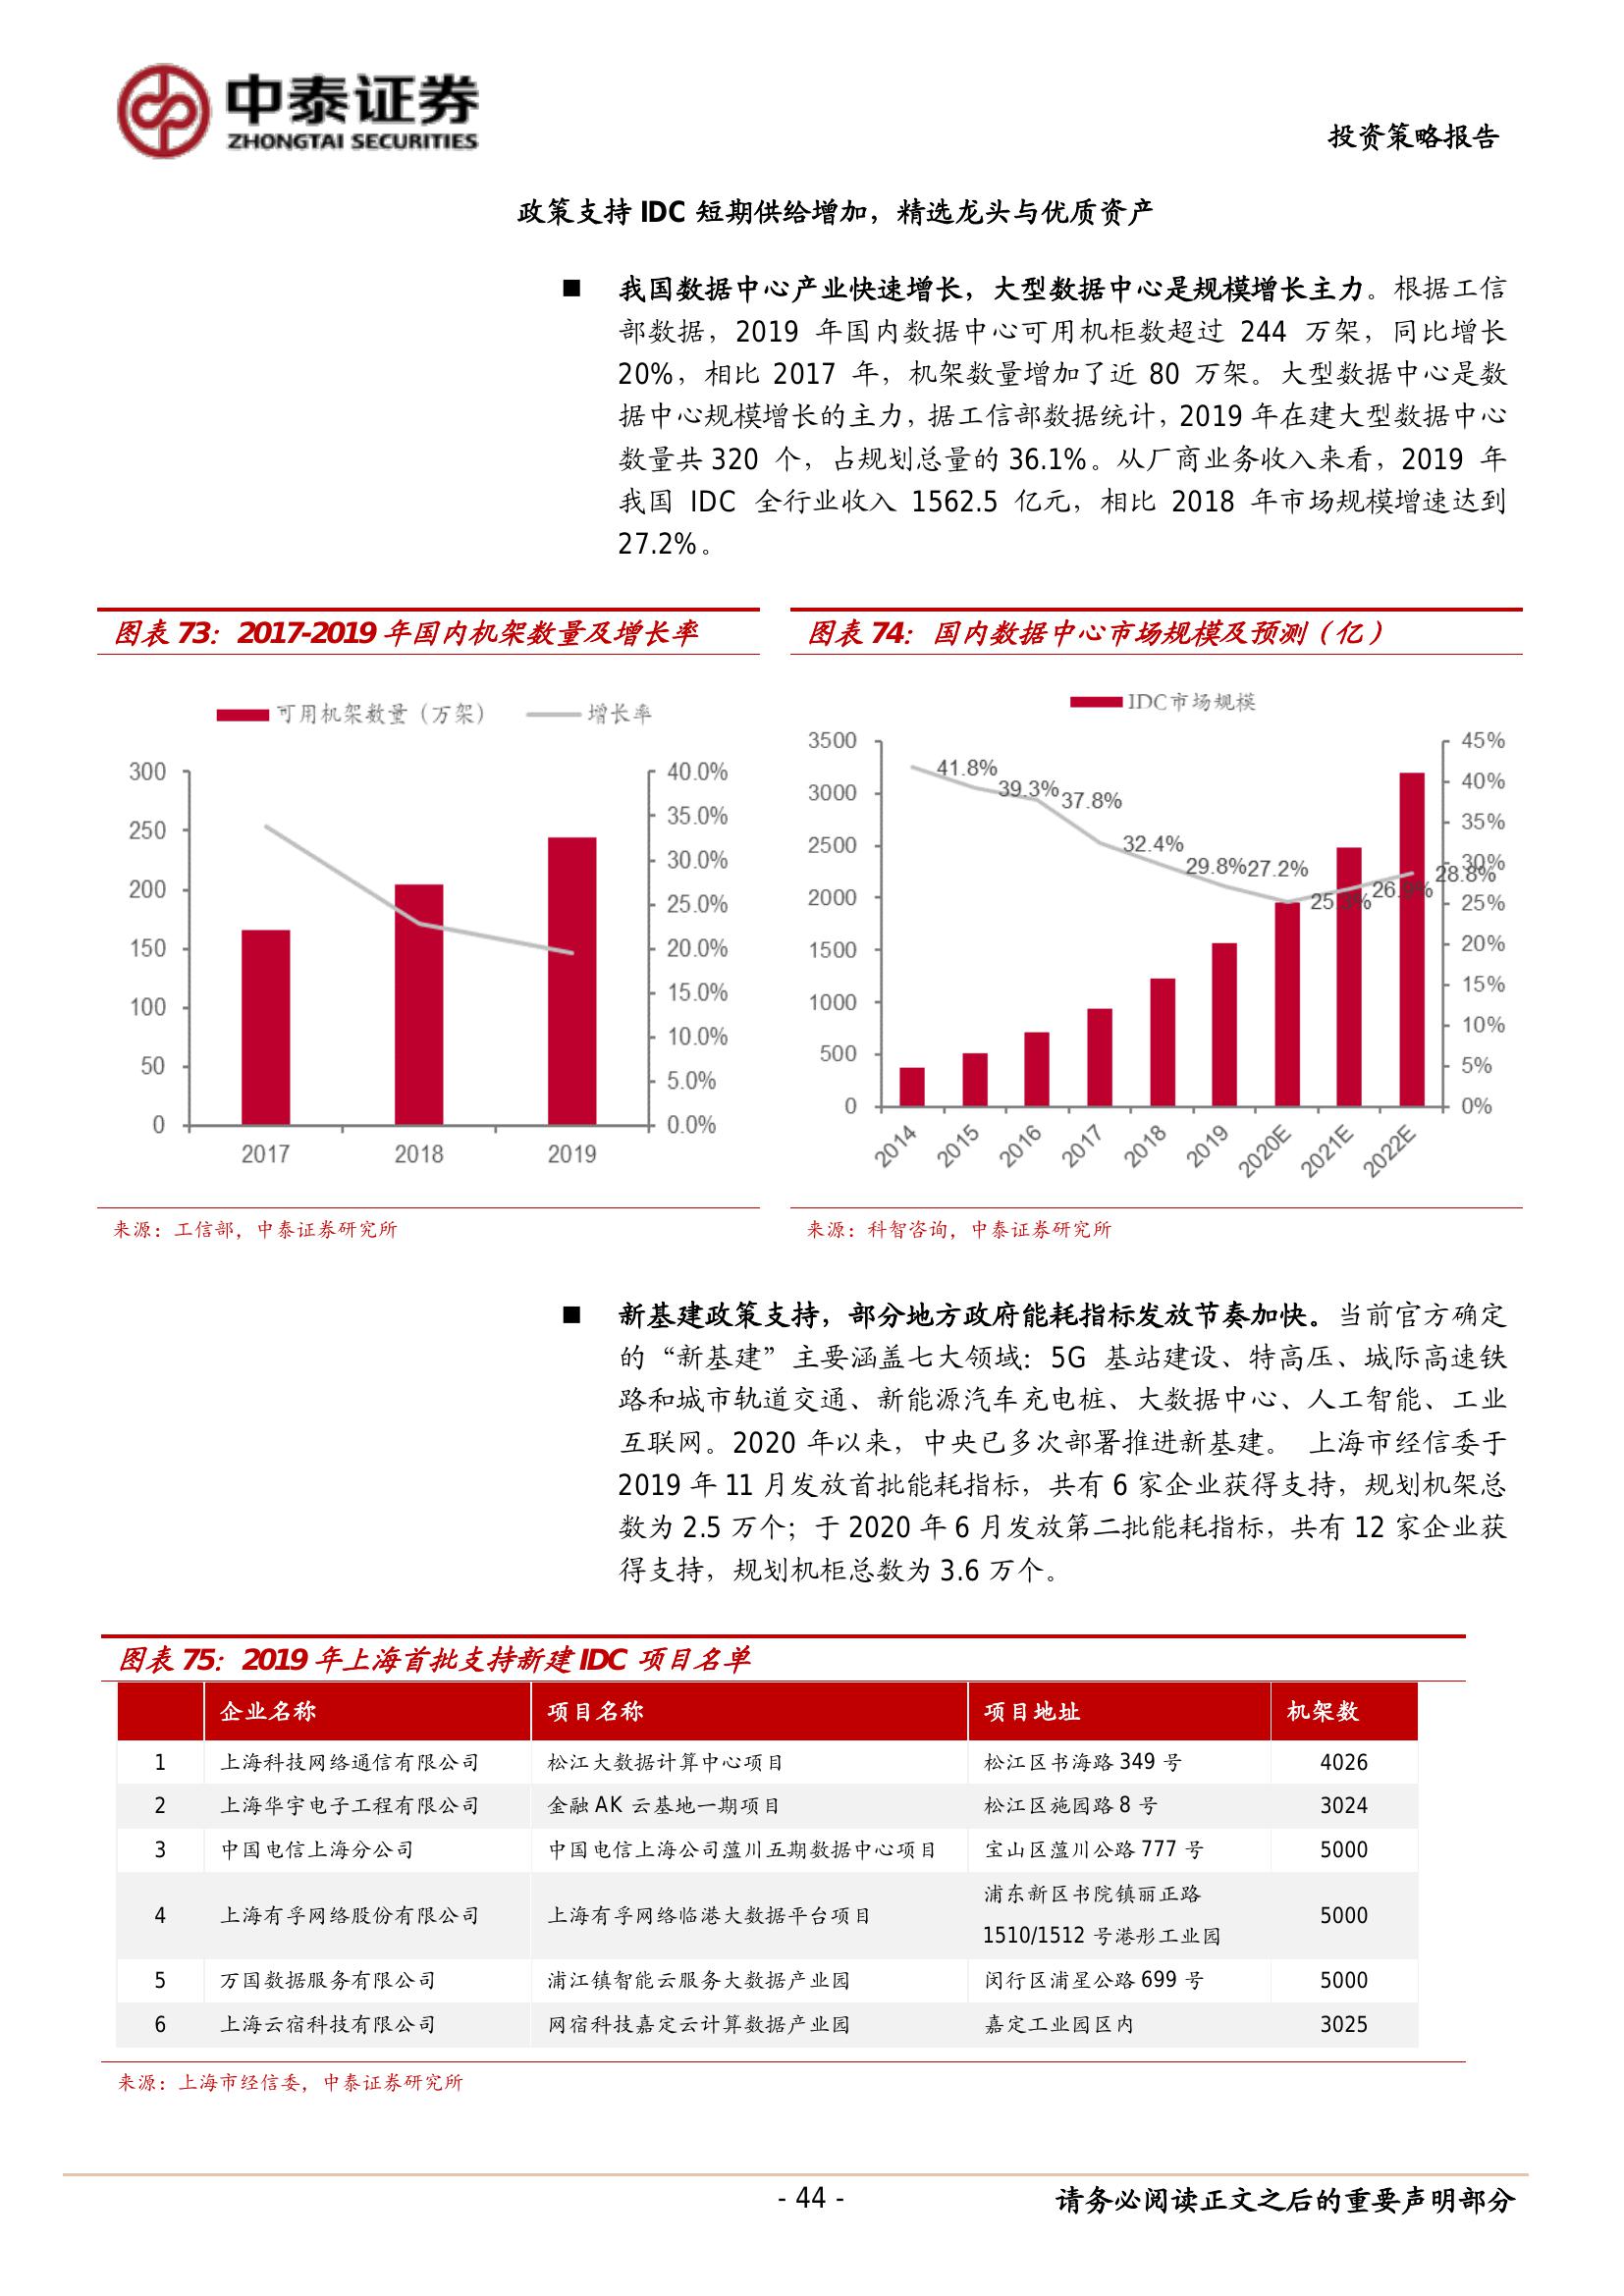 中泰证券
ZHONGTAI SECURITIES
投资策略报告
政策支持 IDC 短期供给增加，精选龙头与优质资产
■ 我国数据中心产业快速增长，大型数据中心是规模增长主力。根据工信
部数据，2019 年国内数据中心可用机柜数超过 244 万架，同比增长
20%，相比 2017 年，机架数量增加了近 80 万架。大型数据中心是数
据中心规模增长的主力，据工信部数据统计，2019 年在建大型数据中心
数量共 320 个，占规划总量的 36.1%。从厂商业务收入来看，2019 年
我国 IDC 全行业收入 1562.5 亿元，相比 2018 年市场规模增速达到
27.2%。
图表 73：2017-2019 年国内机架数量及增长率
可用机架数量（万架） 增长率
300 40.0%
35.0%
250
30.0%
200
25.0%
150 20.0%
15.0%
100
10.0%
50
5.0%
0 0.0%
2017 2018 2019
来源：工信部，中泰证券研究所
图表 74：国内数据中心市场规模及预测（亿）
IDC市场规模
3500 45%
3000 40%
35%
2500 30%
2000 25%
1500 20%
15%
1000 10%
500 5%
0 0%
41.8% 39.3% 37.8% 32.4% 29.8% 27.2% 26.9% 28.8%
2014 2015 2016 2017 2018 2019 2020E 2021E 2022E
来源：科智咨询，中泰证券研究所
■ 新基建政策支持，部分地方政府能耗指标发放节奏加快。当前官方确定
的“新基建”主要涵盖七大领域：5G 基站建设、特高压、城际高速铁
路和城市轨道交通、新能源汽车充电桩、大数据中心、人工智能、工业
互联网。2020 年以来，中央已多次部署推进新基建。 上海市经信委于
2019 年 11 月发放首批能耗指标，共有 6 家企业获得支持，规划机架总
数为 2.5 万个；于 2020 年 6 月发放第二批能耗指标，共有 12 家企业获
得支持，规划机柜总数为 3.6 万个。
图表 75：2019 年上海首批支持新建 IDC 项目名单
企业名称 项目名称 项目地址 机架数
1 上海科技网络通信有限公司 松江大数据计算中心项目 松江区书海路 349 号 4026
2 上海华宇电子工程有限公司 金融 AK 云基地一期项目 松江区施园路 8 号 3024
3 中国电信上海分公司 中国电信上海公司蕰川五期数据中心项目 宝山区蕰川公路 777 号 5000
4 上海有孚网络股份有限公司 上海有孚网络临港大数据平台项目 浦东新区书院镇丽正路
1510/1512 号港彤工业园 5000
5 万国数据服务有限公司 浦江镇智能云服务大数据产业园 闵行区浦星公路 699 号 5000
6 上海云宿科技有限公司 网宿科技嘉定云计算数据产业园 嘉定工业园区内 3025
来源：上海市经信委，中泰证券研究所
- 44 -
请务必阅读正文之后的重要声明部分